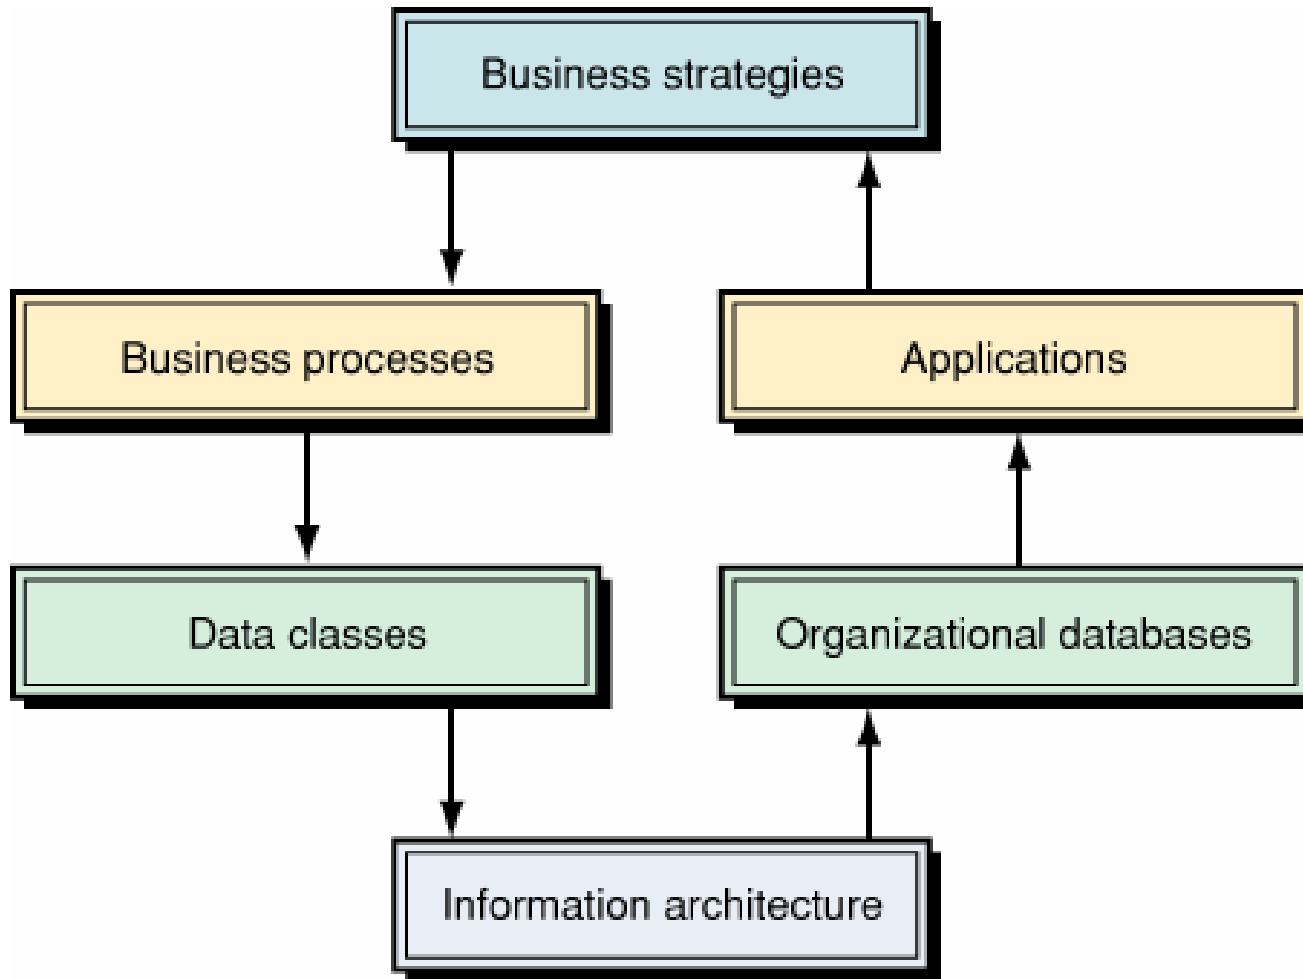 Business strategies
Business processes
Applications
Data classes
Organizational databases
Information architecture